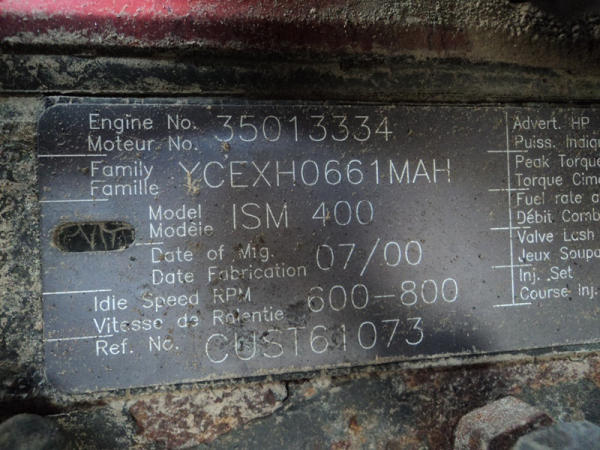 Engine No. 35013334
Moteur No.
Family YCEXH0661MAH
Famille
Model ISM 400
Modèle
Date of Mfg. 07/00
Date Fabrication
Idle Speed RPM 600-800
Vitesse de Ralentie
Ref. No. CUST61073
Advert. HP
Puiss. Indiq
Peak Torque
Torque Cime
Fuel rate a
Débit Comb
Valve Lash
Jeux Soupa
Inj. Set
Course Inj.